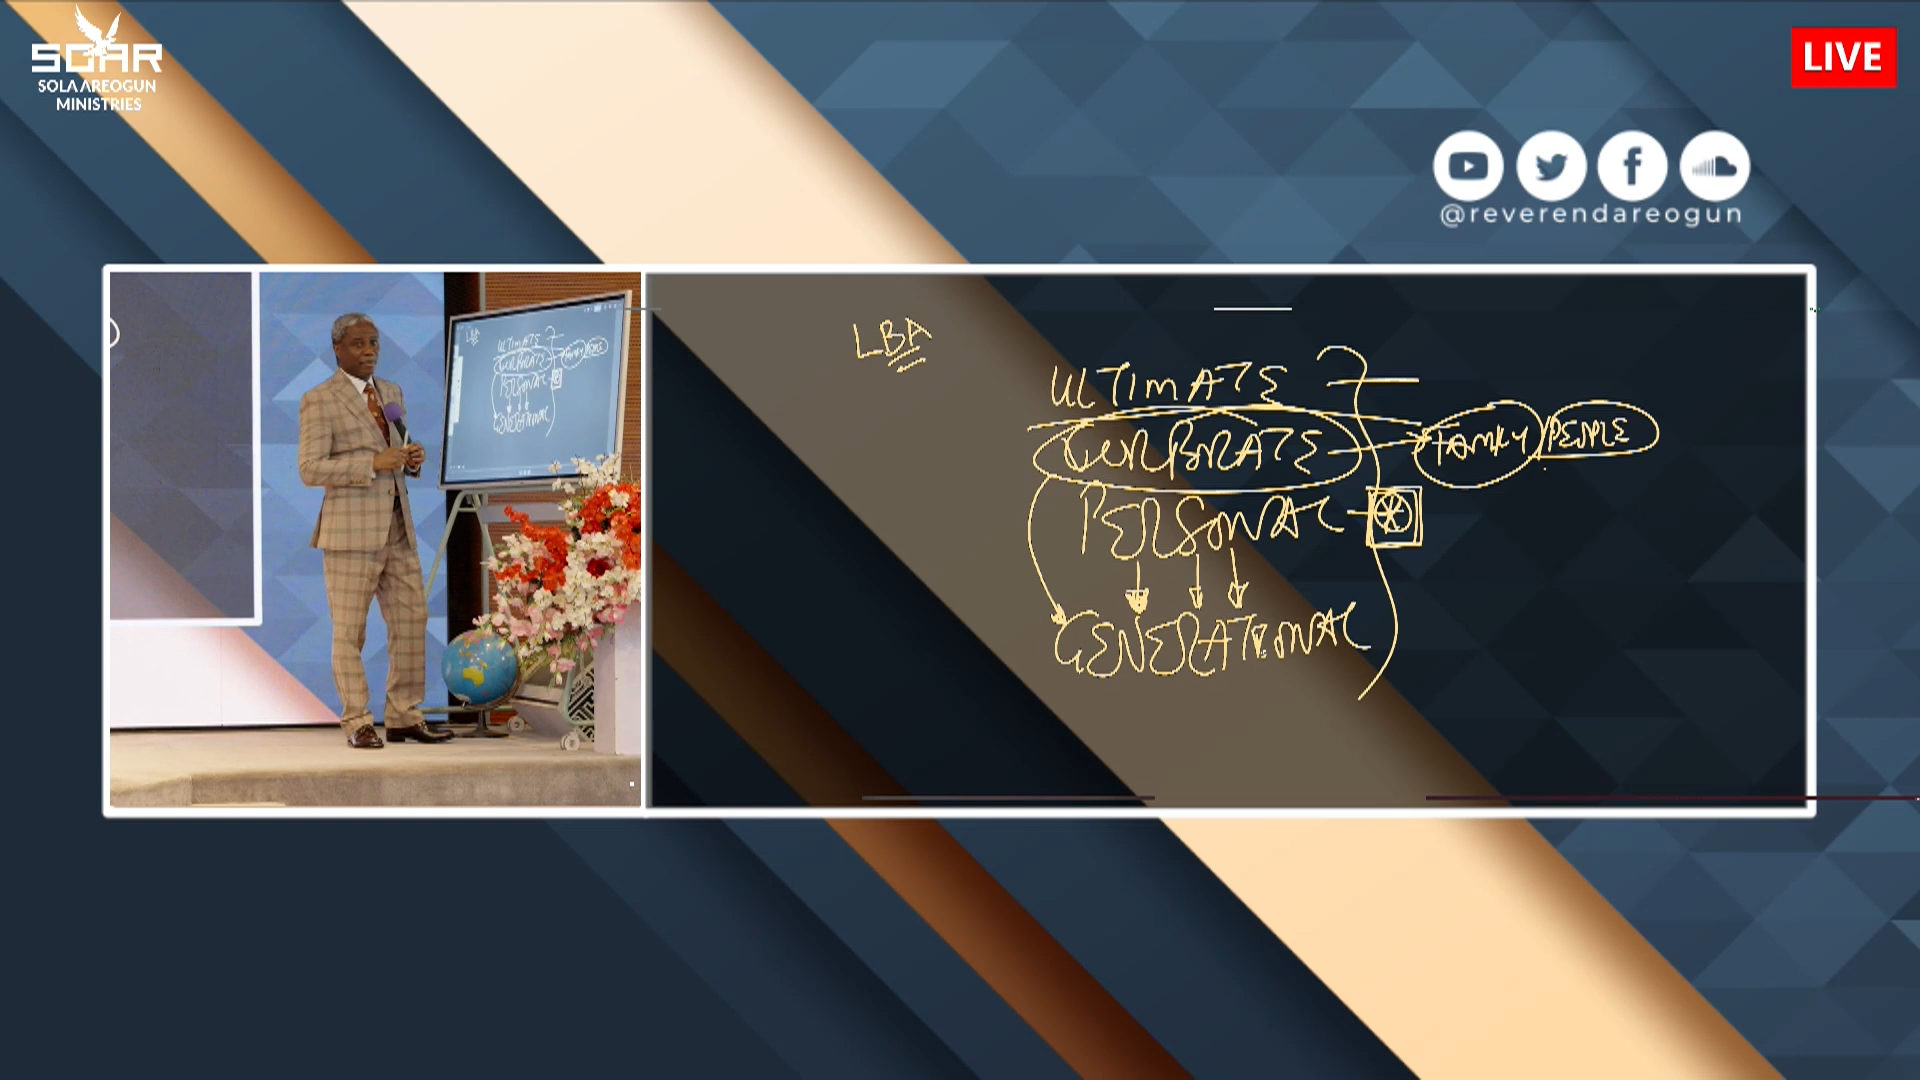 SOAR
SOLA AREOGUN
MINISTRIES
LIVE
@reverendareogun
LBA
ULTIMATE
CORPORATE
FAMILY/PEOPLE
PERSONAL
GENERATIONAL